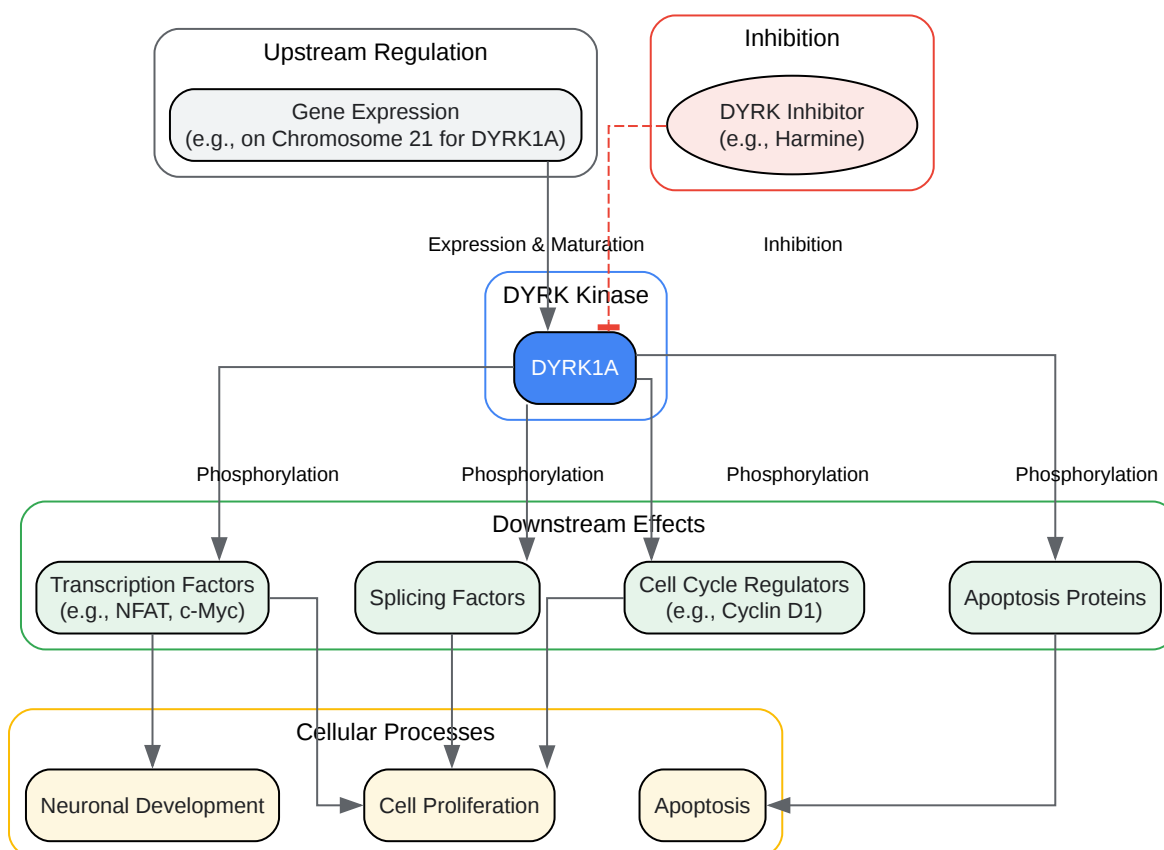 Upstream Regulation
Gene Expression
(e.g., on Chromosome 21 for DYRK1A)
Inhibition
DYRK Inhibitor
(e.g., Harmine)
Expression & Maturation
Inhibition
DYRK Kinase
DYRK1A
Phosphorylation
Phosphorylation
Phosphorylation
Phosphorylation
Downstream Effects
Transcription Factors
(e.g., NFAT, c-Myc)
Splicing Factors
Cell Cycle Regulators
(e.g., Cyclin D1)
Apoptosis Proteins
Cellular Processes
Neuronal Development
Cell Proliferation
Apoptosis